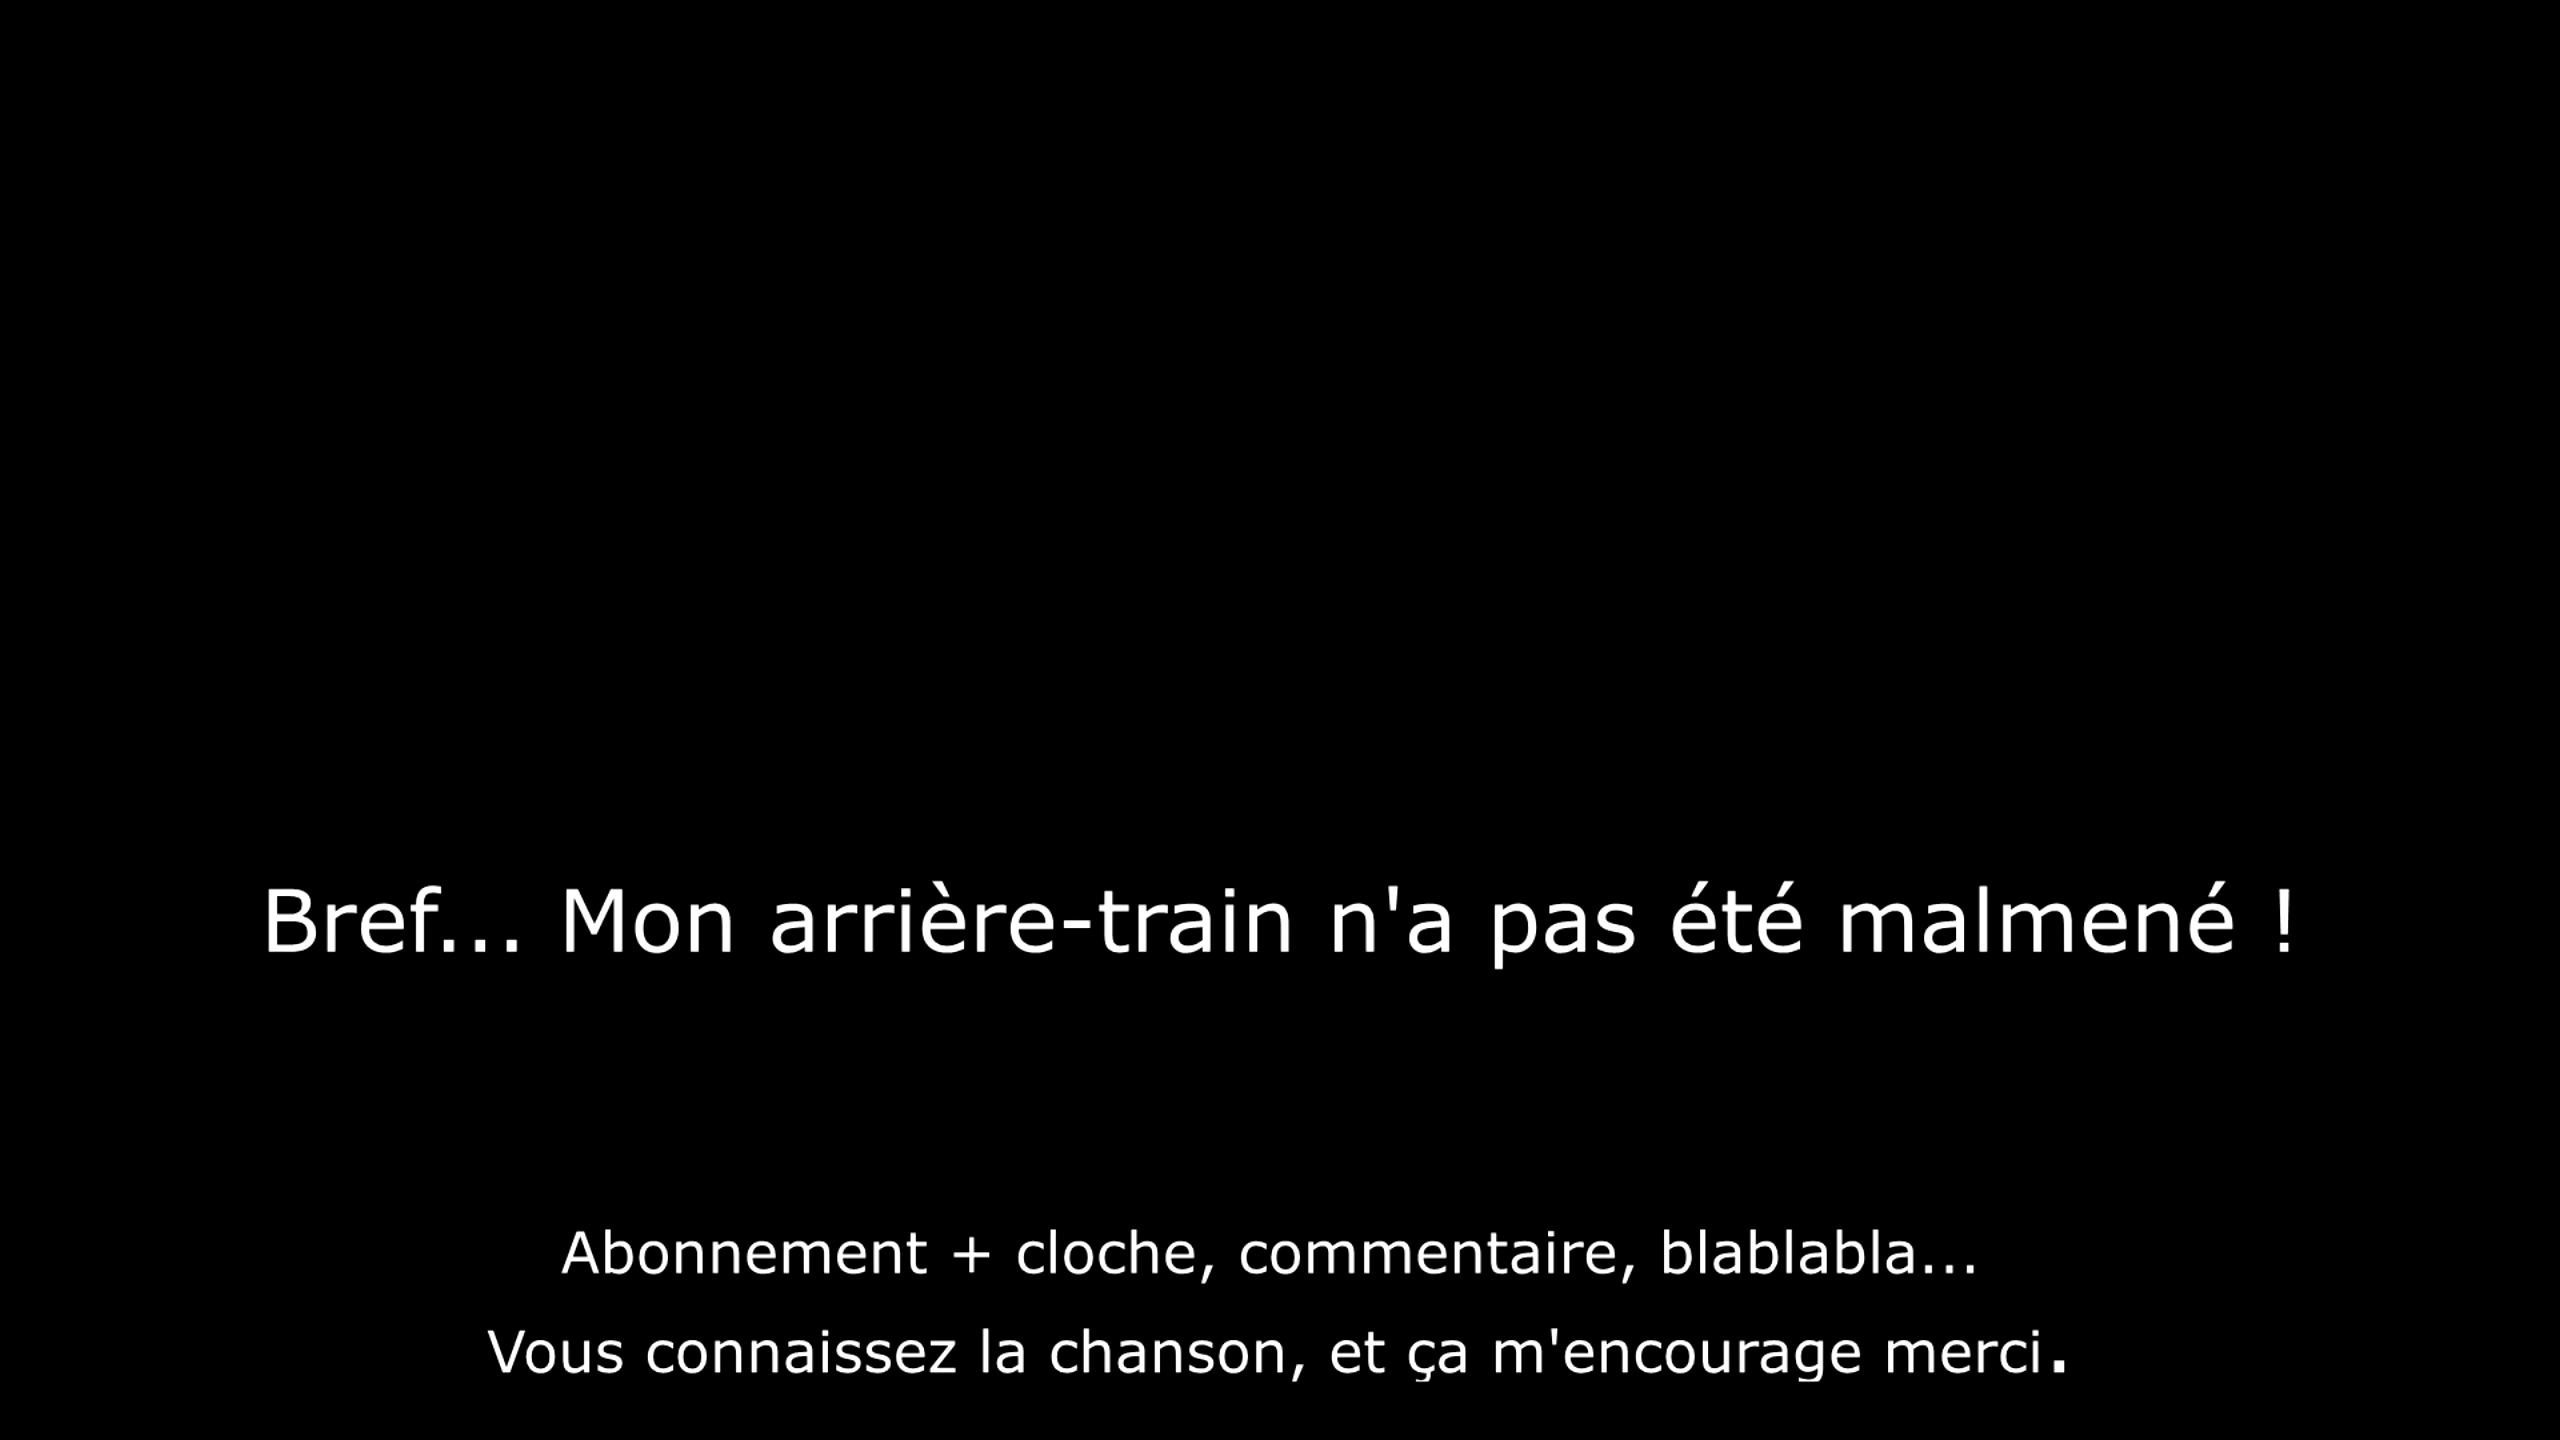 Bref... Mon arrière-train n'a pas été malmené !
Abonnement + cloche, commentaire, blablabla...
Vous connaissez la chanson, et ça m'encourage merci.